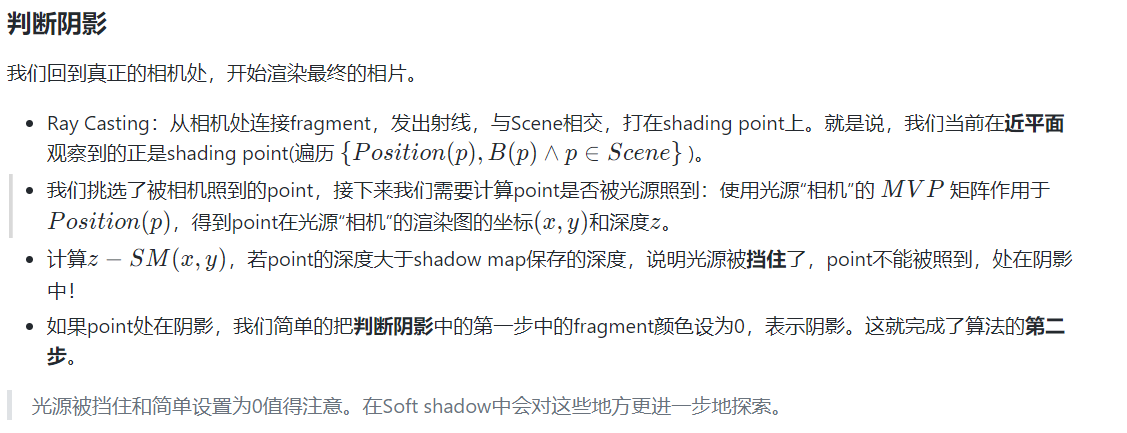 判断阴影
我们回到真正的相机处，开始渲染最终的相片。
Ray Casting：从相机处连接fragment，发出射线，与Scene相交，打在shading point上。就是说，我们当前在近平面
观察到的正是shading point(遍历 {Position(p), B(p) ∧ p ∈ Scene} )。
我们挑选了被相机照到的point，接下来我们需要计算point是否被光源照到：使用光源“相机”的 MVP 矩阵作用于
Position(p)，得到point在光源“相机”的渲染图的坐标(x, y)和深度z。
计算z − SM(x, y)，若point的深度大于shadow map保存的深度，说明光源被挡住了，point不能被照到，处在阴影
中！
如果point处在阴影，我们简单的把判断阴影中的第一步中的fragment颜色设为0，表示阴影。这就完成了算法的第二
步。
光源被挡住和简单设置为0值得注意。在Soft shadow中会对这些地方更进一步地探索。